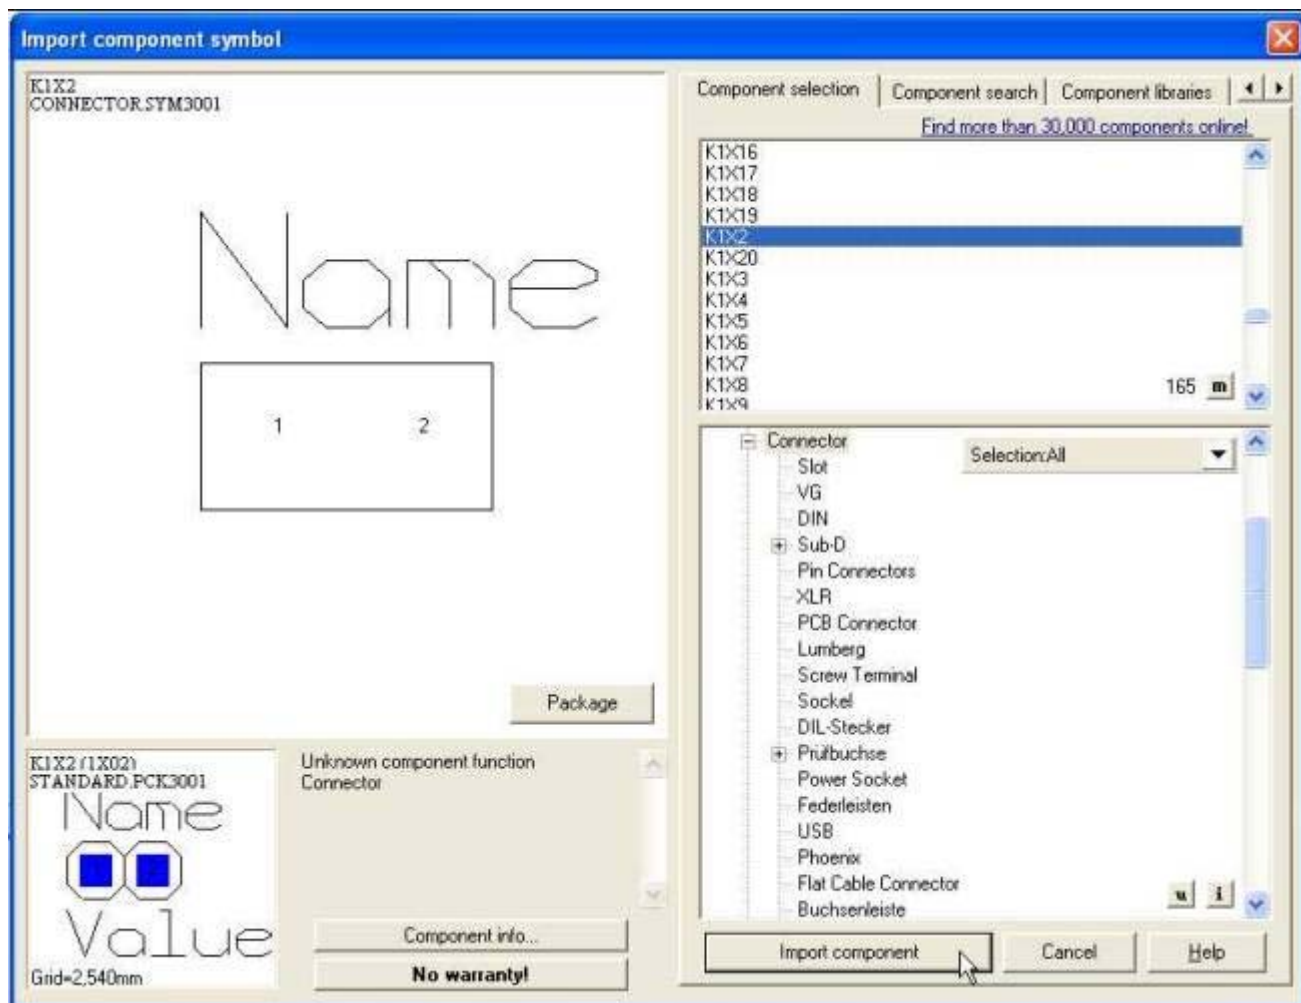 Import component symbol
K1X2
CONNECTOR.SYM3001
Name
1 2
Package
K1X2 (1X02)
STANDARD.PCK3001
Name
Value
Grid=2,540mm
Unknown component function
Connector
Component info...
No warranty!
Component selection Component search Component libraries
Find more than 30,000 components online!
K1X16
K1X17
K1X18
K1X19
K1X2
K1X20
K1X3
K1X4
K1X5
K1X6
K1X7
K1X8
K1X9
165 m
Selection:All
Connector
Slot
VG
DIN
Sub-D
Pin Connectors
XLR
PCB Connector
Lumberg
Screw Terminal
Sockel
DIL-Stecker
Prüfbuchse
Power Socket
Federleisten
USB
Phoenix
Flat Cable Connector
Buchsenleiste
u i
Import component Cancel Help